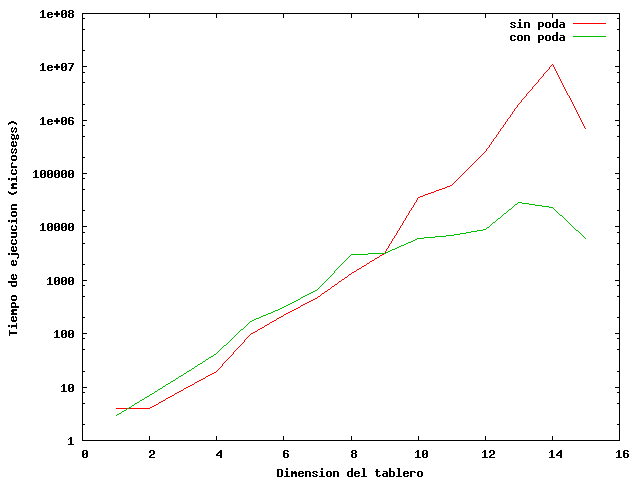 1e+08
sin poda
con poda
1e+07
1e+06
100000
10000
1000
100
10
1
0 2 4 6 8 10 12 14 16
Tiempo de ejecucion (microsegs)
Dimension del tablero